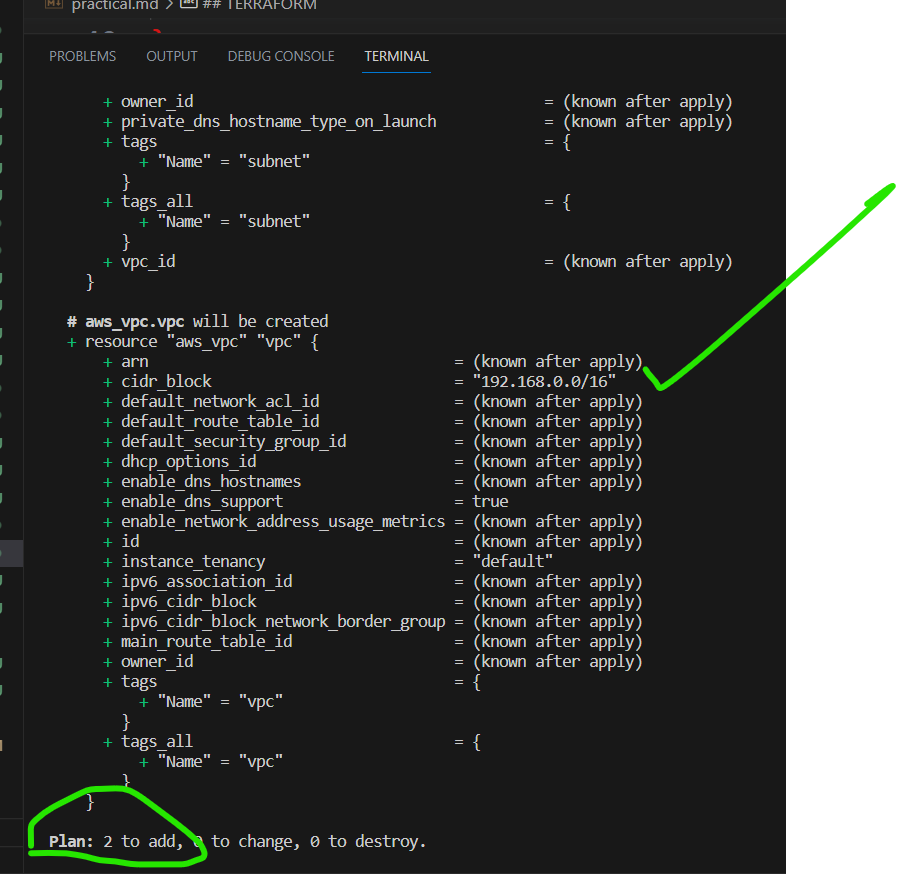 practical.md > ## TERRAFORM
PROBLEMS OUTPUT DEBUG CONSOLE TERMINAL
+ owner_id = (known after apply)
+ private_dns_hostname_type_on_launch = (known after apply)
+ tags = {
+ "Name" = "subnet"
}
+ tags_all = {
+ "Name" = "subnet"
}
+ vpc_id = (known after apply)
}
# aws_vpc.vpc will be created
+ resource "aws_vpc" "vpc" {
+ arn = (known after apply)
+ cidr_block = "192.168.0.0/16"
+ default_network_acl_id = (known after apply)
+ default_route_table_id = (known after apply)
+ default_security_group_id = (known after apply)
+ dhcp_options_id = (known after apply)
+ enable_dns_hostnames = (known after apply)
+ enable_dns_support = true
+ enable_network_address_usage_metrics = (known after apply)
+ id = (known after apply)
+ instance_tenancy = "default"
+ ipv6_association_id = (known after apply)
+ ipv6_cidr_block = (known after apply)
+ ipv6_cidr_block_network_border_group = (known after apply)
+ main_route_table_id = (known after apply)
+ owner_id = (known after apply)
+ tags = {
+ "Name" = "vpc"
}
+ tags_all = {
+ "Name" = "vpc"
}
}
Plan: 2 to add, 0 to change, 0 to destroy.